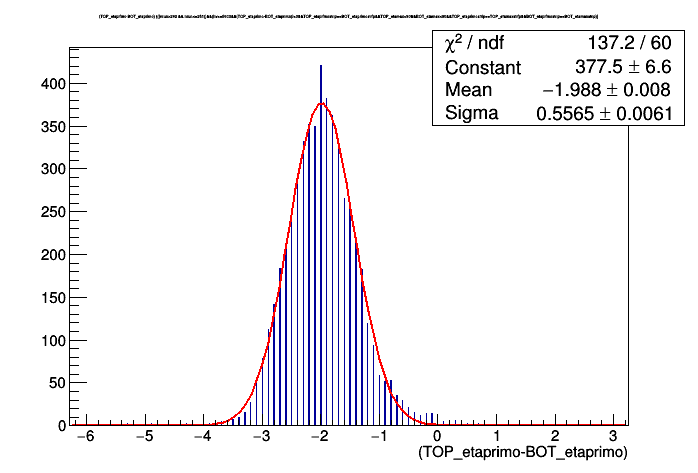 χ² / ndf 137.2 / 60
Constant 377.5 ± 6.6
Mean −1.988 ± 0.008
Sigma 0.5565 ± 0.0061
400
350
300
250
200
150
100
50
0
−6 −5 −4 −3 −2 −1 0 1 2 3
(TOP_etaprimo-BOT_etaprimo)